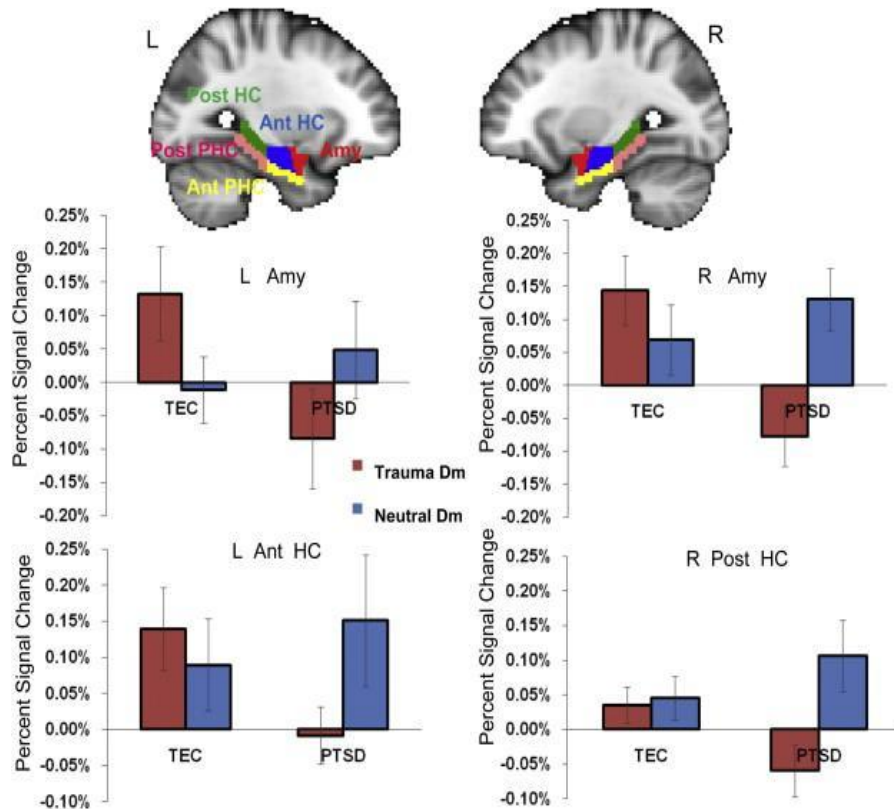 L
R
Post HC
Ant HC
Post PHC
Amy
Ant PHC
L Amy
Percent Signal Change
0.25%
0.20%
0.15%
0.10%
0.05%
0.00%
-0.05%
-0.10%
-0.15%
-0.20%
TEC
PTSD
R Amy
Percent Signal Change
0.25%
0.20%
0.15%
0.10%
0.05%
0.00%
-0.05%
-0.10%
-0.15%
-0.20%
TEC
PTSD
Trauma Dm
Neutral Dm
L Ant HC
Percent Signal Change
0.25%
0.20%
0.15%
0.10%
0.05%
0.00%
-0.05%
-0.10%
TEC
PTSD
R Post HC
Percent Signal Change
0.25%
0.20%
0.15%
0.10%
0.05%
0.00%
-0.05%
-0.10%
TEC
PTSD